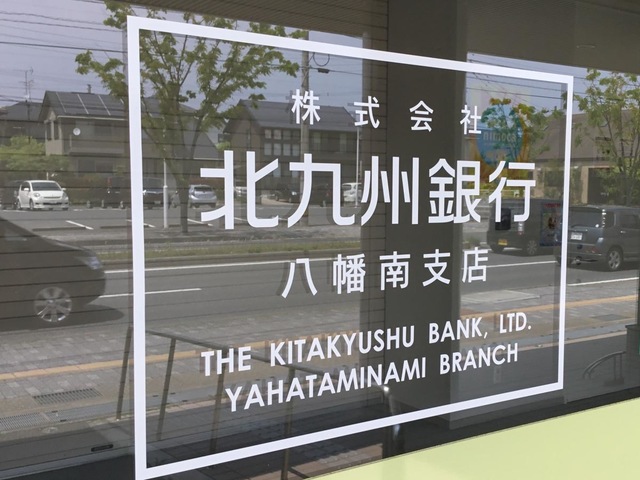 株式会社
北九州銀行
八幡南支店
THE KITAKYUSHU BANK, LTD.
YAHATAMINAMI BRANCH
nimoca